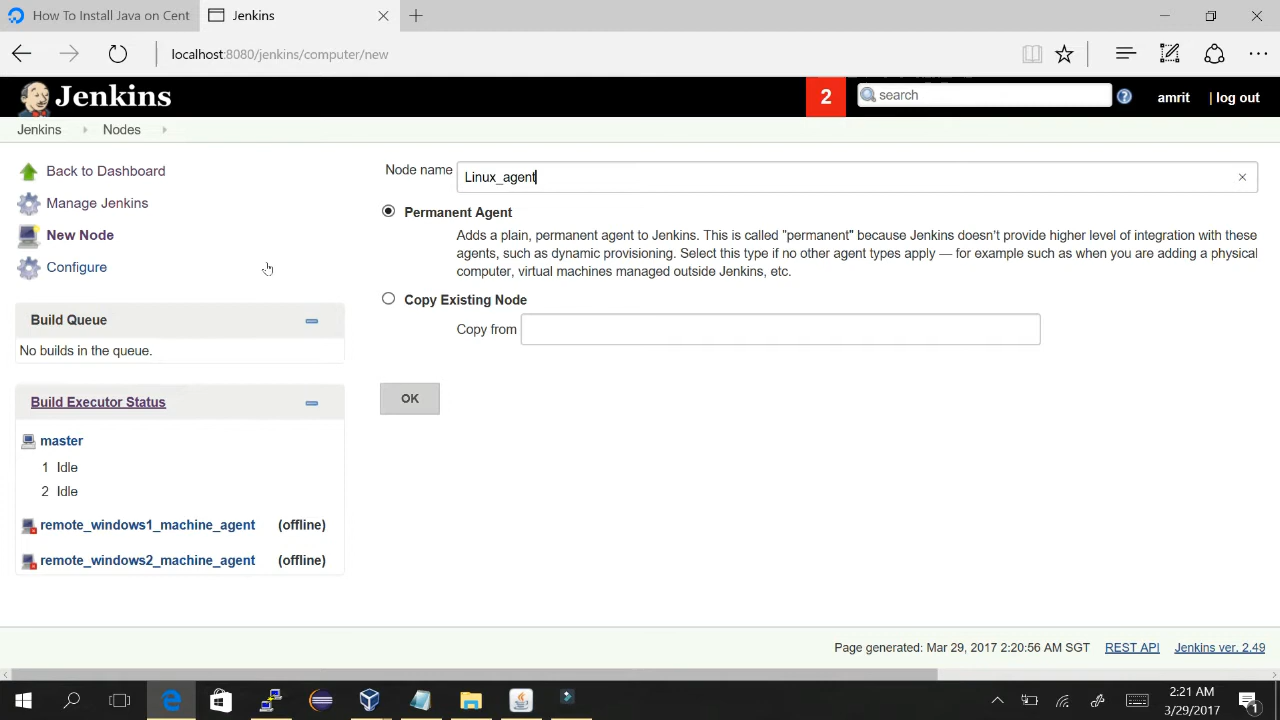 How To Install Java on Cent
Jenkins
localhost:8080/jenkins/computer/new
Jenkins
2
search
amrit
| log out
Jenkins
Nodes
Back to Dashboard
Manage Jenkins
New Node
Configure
Build Queue
No builds in the queue.
Build Executor Status
master
1 Idle
2 Idle
remote_windows1_machine_agent (offline)
remote_windows2_machine_agent (offline)
Node name
Linux_agent
Permanent Agent
Adds a plain, permanent agent to Jenkins. This is called "permanent" because Jenkins doesn't provide higher level of integration with these
agents, such as dynamic provisioning. Select this type if no other agent types apply — for example such as when you are adding a physical
computer, virtual machines managed outside Jenkins, etc.
Copy Existing Node
Copy from
OK
Page generated: Mar 29, 2017 2:20:56 AM SGT
REST API
Jenkins ver. 2.49
2:21 AM
3/29/2017
1